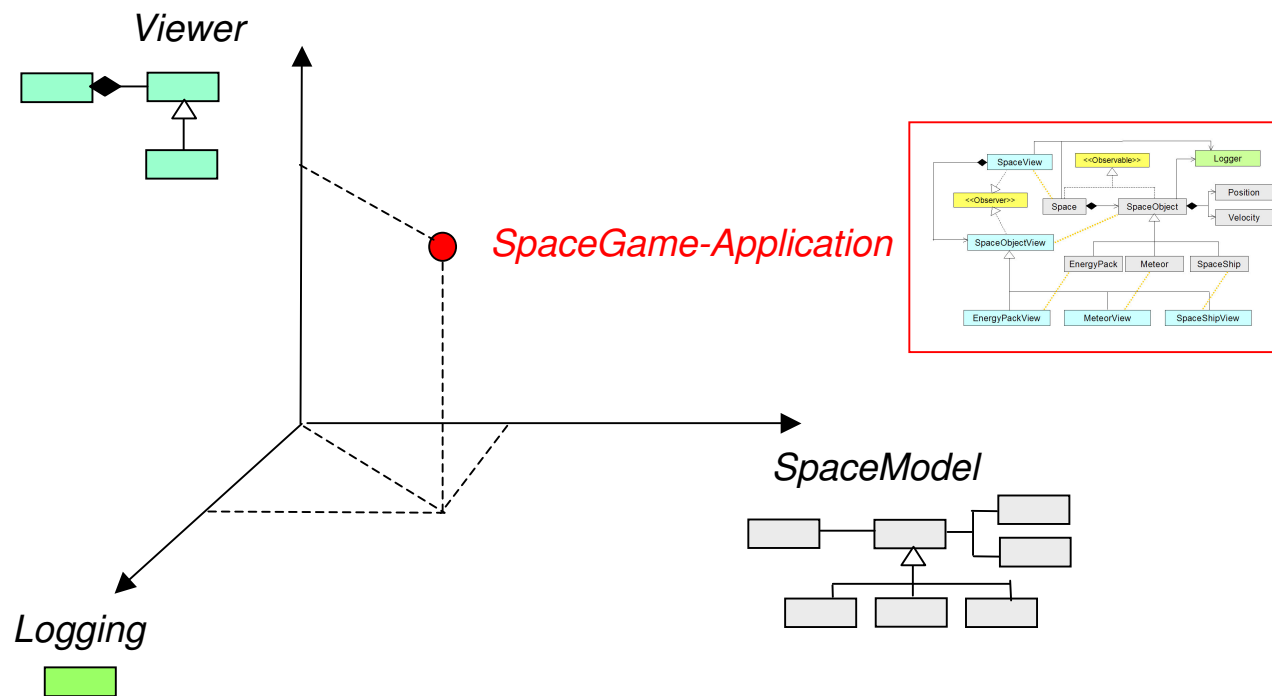 Viewer
SpaceView
<<Observable>>
Logger
<<Observer>>
Space
SpaceObject
Position
Velocity
SpaceGame-Application
SpaceObjectView
EnergyPack
Meteor
SpaceShip
EnergyPackView
MeteorView
SpaceShipView
SpaceModel
Logging